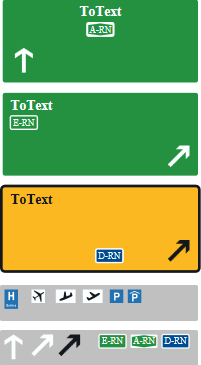 ToText
A-RN
ToText
E-RN
ToText
D-RN
H P P
E-RN A-RN D-RN